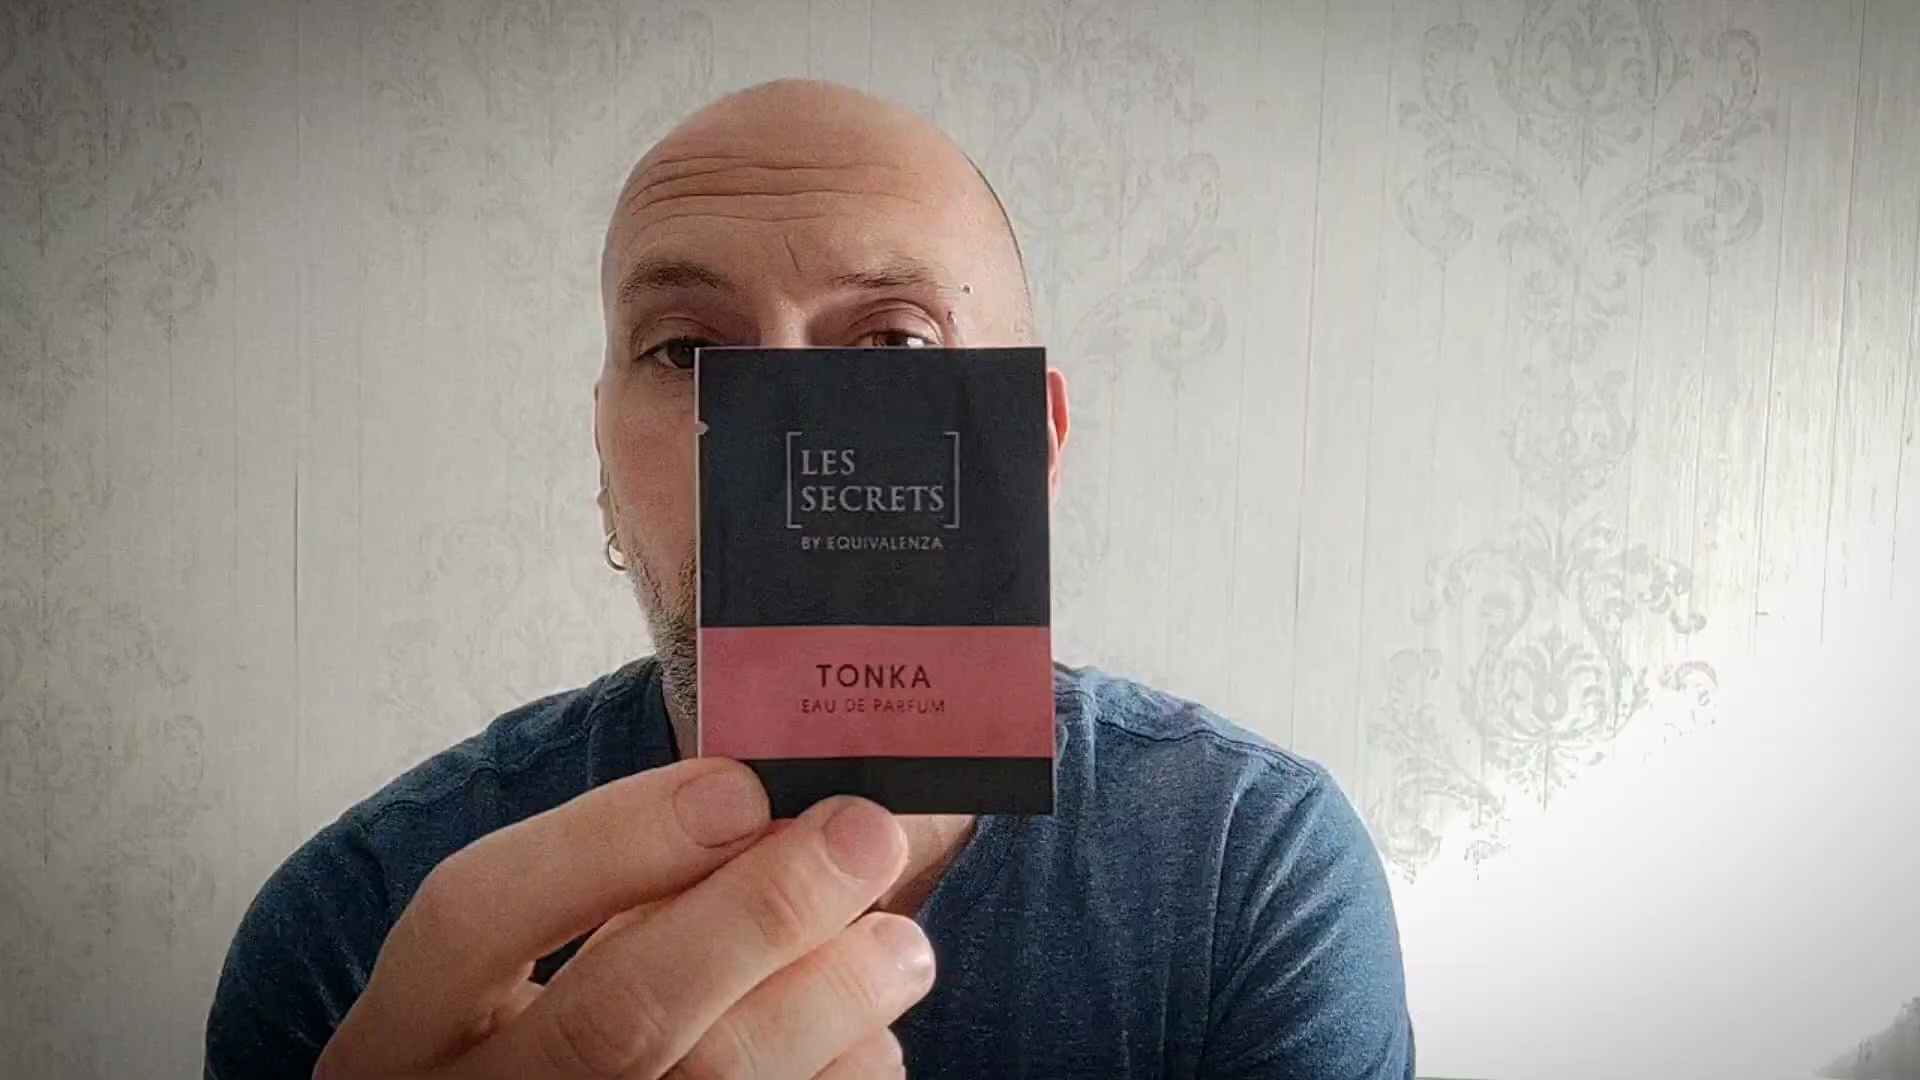 LES
SECRETS
BY EQUIVALENZA
TONKA
EAU DE PARFUM